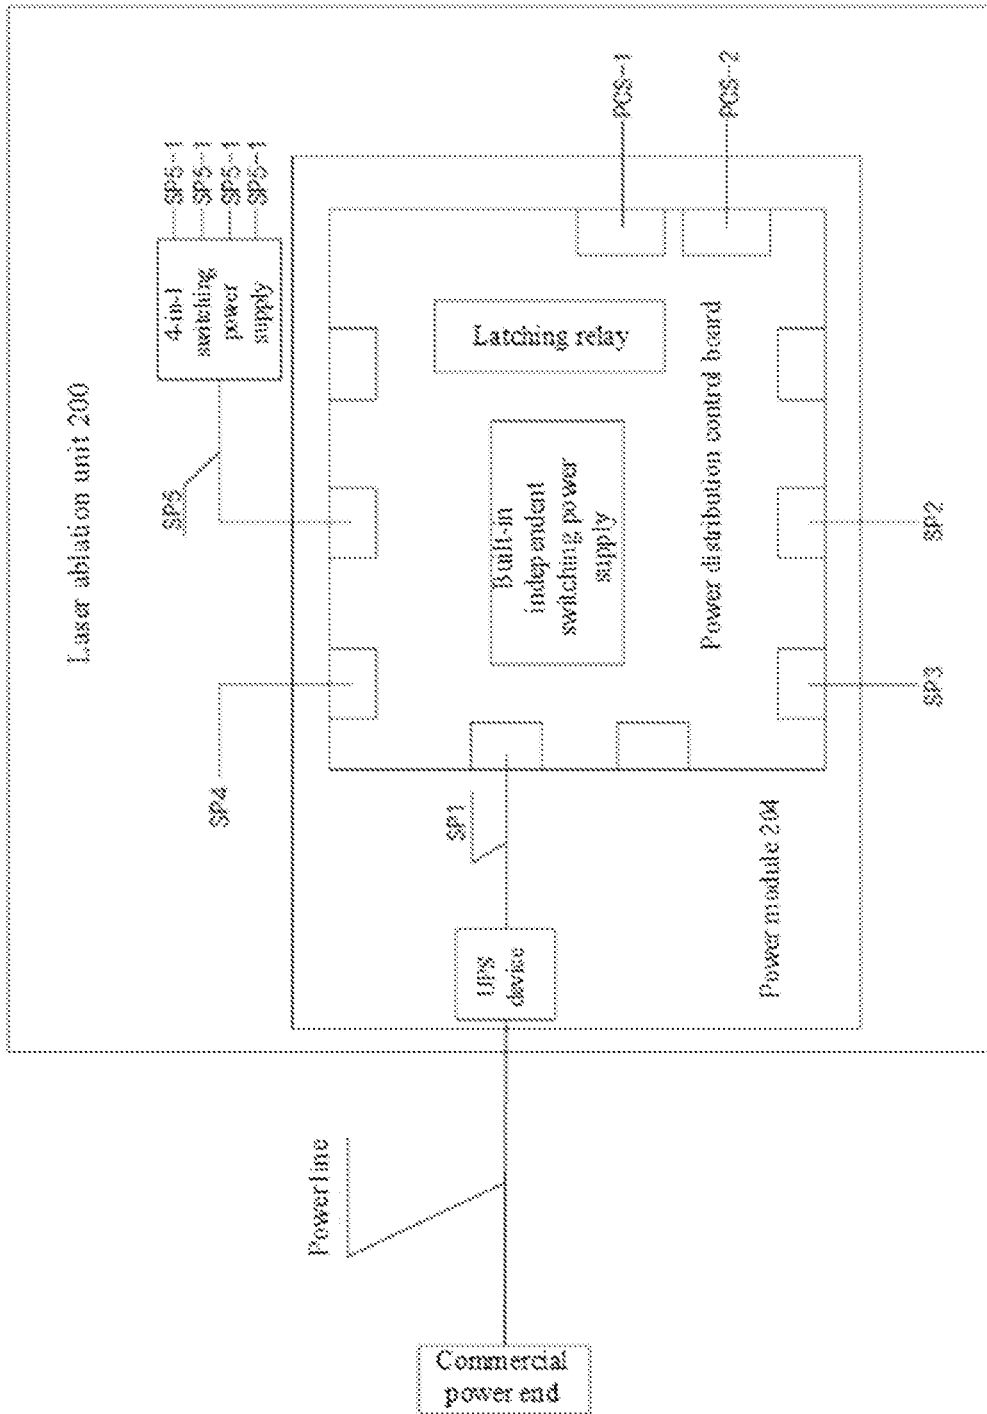 Laser ablation unit 200
SP5-1
SP5-1
SP5-1
SP5-1
4-in-1
switching
power
supply
SP5
SP4
PCS-1
PCS-2
Latching relay
Built-in
independent
switching power
supply
Power distribution control board
SP2
SP3
SP1
UPS
device
Power module 204
Power line
Commercial
power end